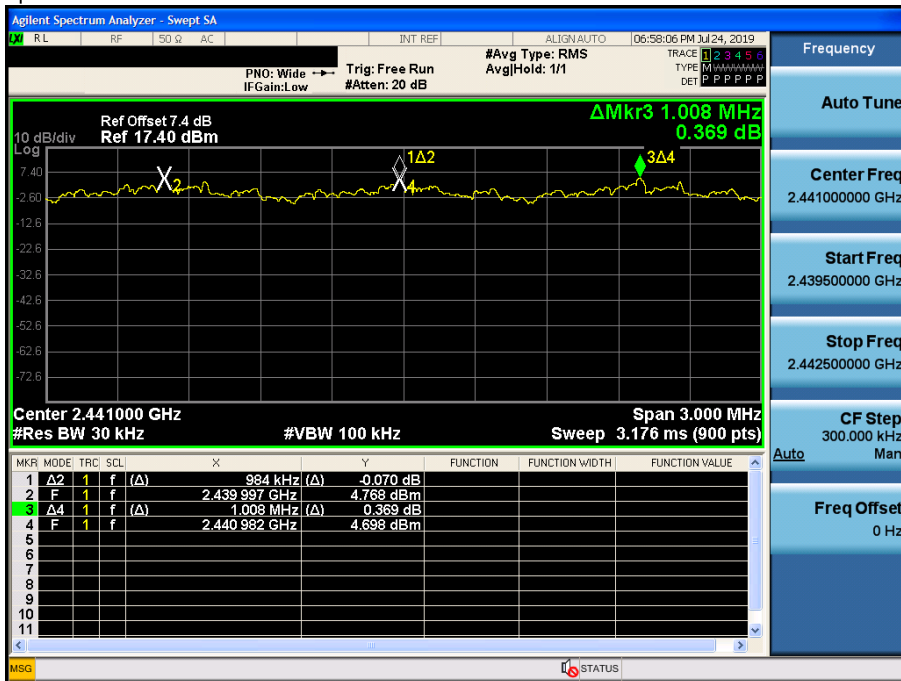 Agilent Spectrum Analyzer - Swept SA
LXI RL RF 50 Ω AC INT REF ALIGNAUTO 06:58:06 PM Jul 24, 2019
PNO: Wide IFGain:Low
Trig: Free Run #Atten: 20 dB
#Avg Type: RMS Avg|Hold: 1/1
TRACE 1 2 3 4 5 6
TYPE MWWWWWW
DET P P P P P P
ΔMkr3 1.008 MHz
0.369 dB
Ref Offset 7.4 dB
10 dB/div Ref 17.40 dBm
Log
7.40
-2.60
-12.6
-22.6
-32.6
-42.6
-52.6
-62.6
-72.6
2
1Δ2
4
3Δ4
Center 2.441000 GHz Span 3.000 MHz
#Res BW 30 kHz #VBW 100 kHz Sweep 3.176 ms (900 pts)
MKR MODE TRC SCL X Y FUNCTION FUNCTION WIDTH FUNCTION VALUE
1 Δ2 1 f (Δ) 984 kHz (Δ) -0.070 dB
2 F 1 f 2.439 997 GHz 4.768 dBm
3 Δ4 1 f (Δ) 1.008 MHz (Δ) 0.369 dB
4 F 1 f 2.440 982 GHz 4.698 dBm
5
6
7
8
9
10
11
MSG STATUS
Frequency
Auto Tune
Center Freq
2.441000000 GHz
Start Freq
2.439500000 GHz
Stop Freq
2.442500000 GHz
CF Step
300.000 kHz
Auto Man
Freq Offset
0 Hz